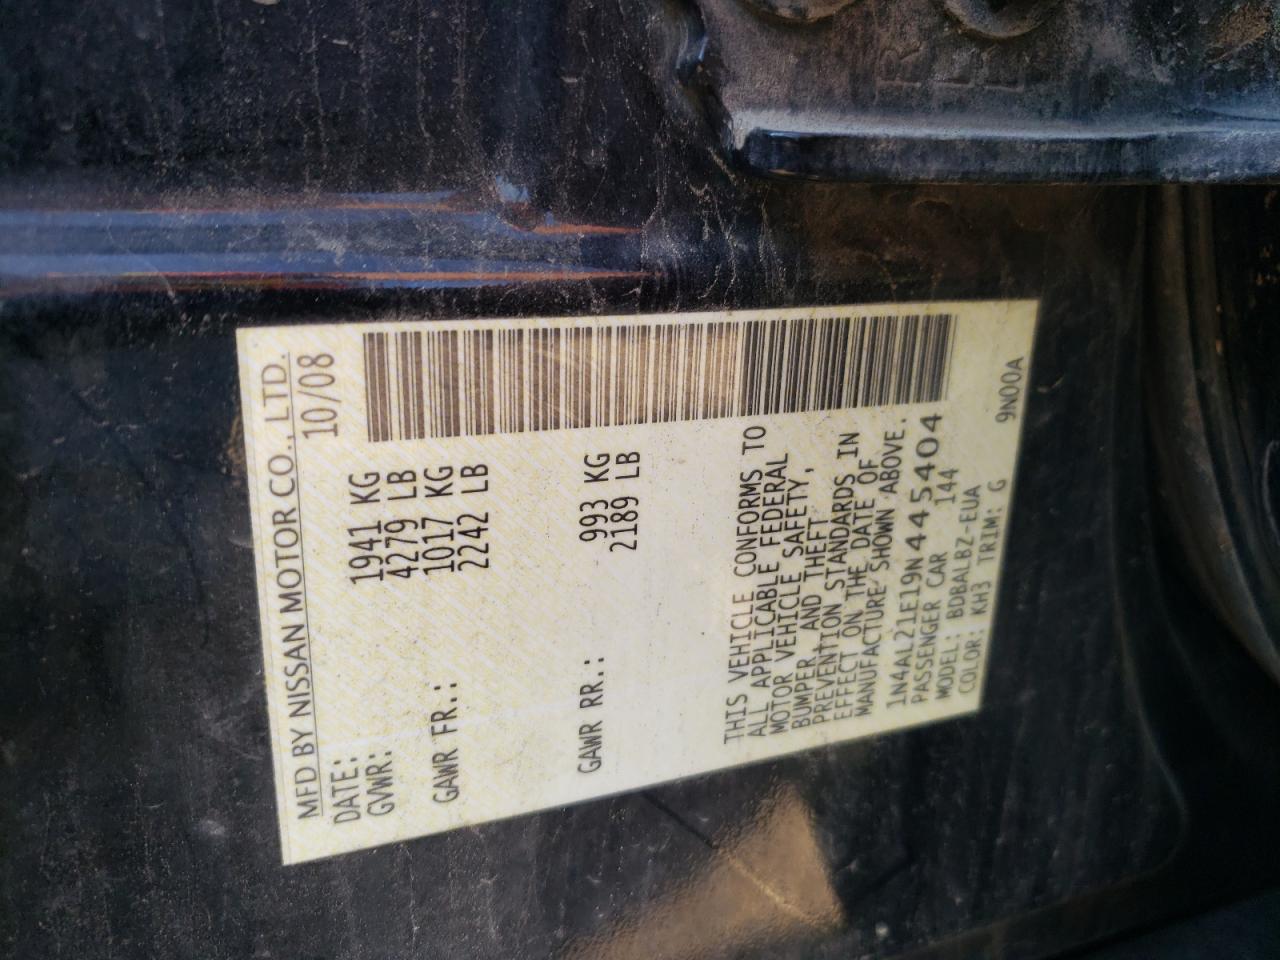 MFD BY NISSAN MOTOR CO., LTD.
DATE: 10/08
GVWR: 1941 KG
4279 LB
GAWR FR.: 1017 KG
2242 LB
GAWR RR.: 993 KG
2189 LB
THIS VEHICLE CONFORMS TO
ALL APPLICABLE FEDERAL
MOTOR VEHICLE SAFETY,
BUMPER, AND THEFT
PREVENTION STANDARDS IN
EFFECT ON THE DATE OF
MANUFACTURE SHOWN ABOVE.
1N4AL21E19N445404
PASSENGER CAR 144
MODEL: BDBALBZ-EUA
COLOR: KH3 TRIM: G 9N00A